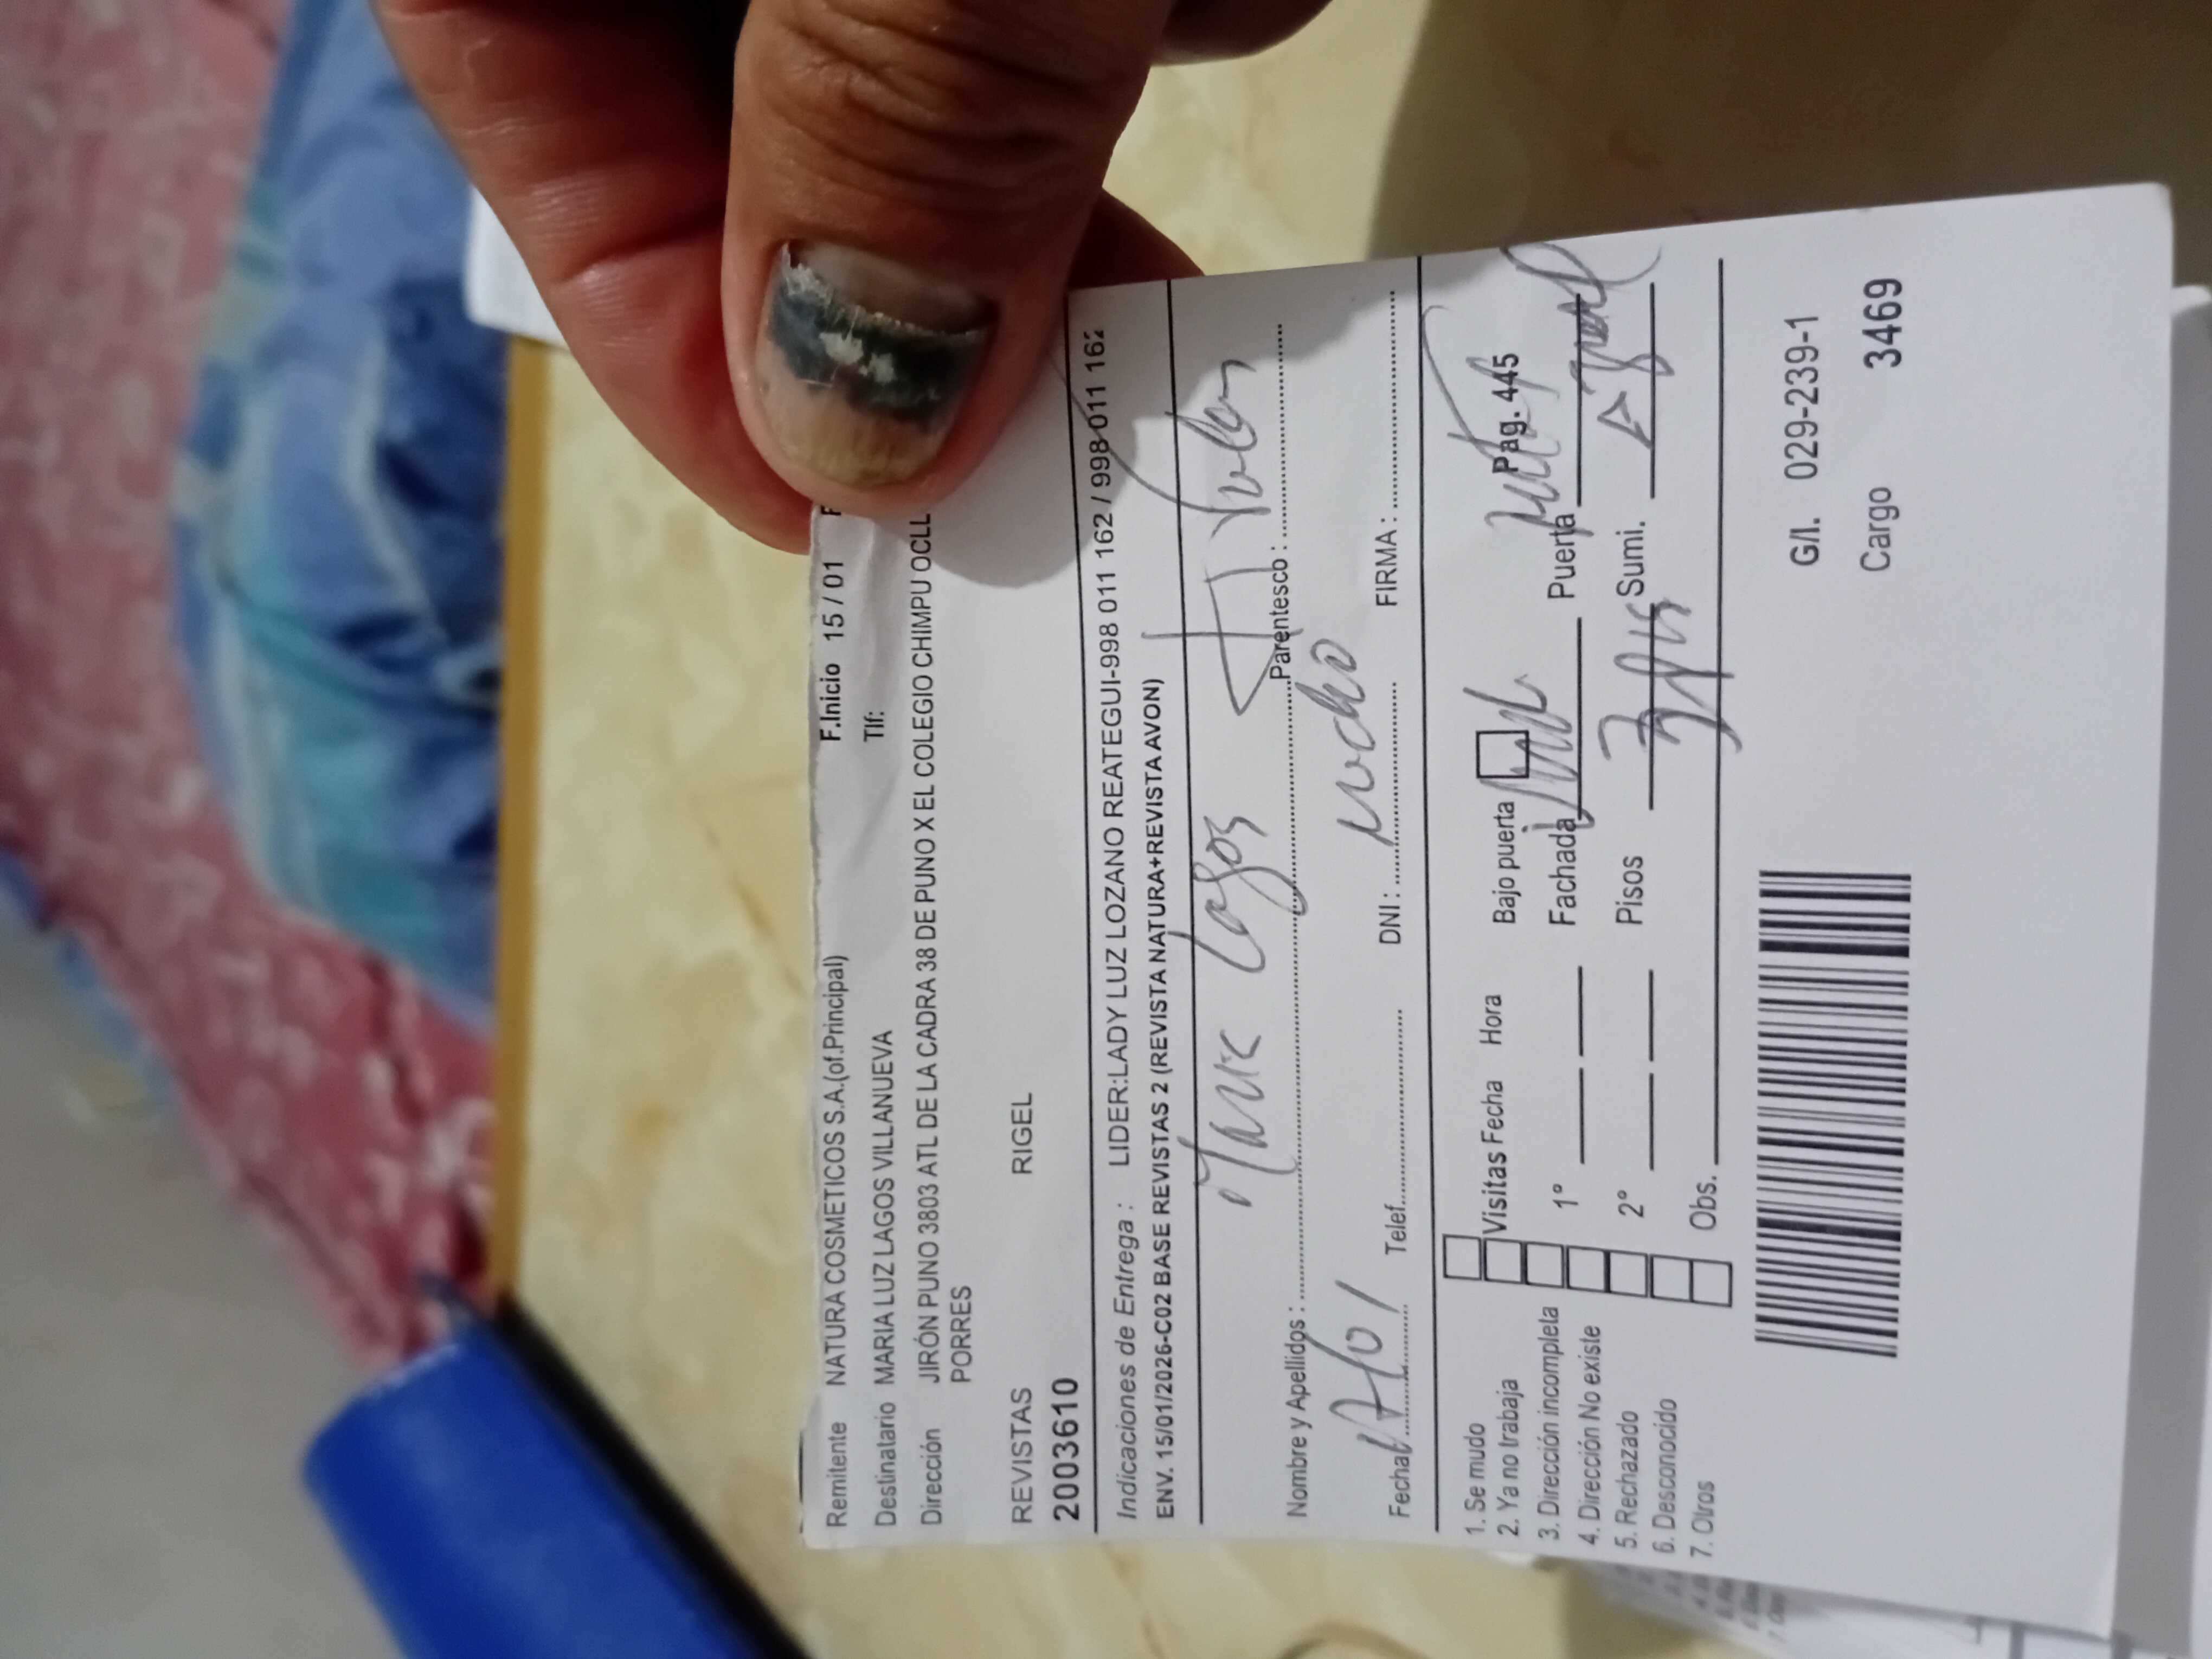 Remitente NATURA COSMETICOS S.A.(of.Principal) F.Inicio 15 / 01
Destinatario MARIA LUZ LAGOS VILLANUEVA Tlf:
Dirección JIRÓN PUNO 3803 ATL DE LA CADRA 38 DE PUNO X EL COLEGIO CHIMPU OCLL
PORRES
REVISTAS RIGEL
2003610
Indicaciones de Entrega : LIDER:LADY LUZ LOZANO REATEGUI-998 011 162 / 998 011 162
ENV. 15/01/2026-C02 BASE REVISTAS 2 (REVISTA NATURA+REVISTA AVON)
Lagos
Nombre y Apellidos : Parentesco :
Fecha Telef. DNI : FIRMA :
1. Se mudo
2. Ya no trabaja
3. Dirección incompleta
4. Dirección No existe
5. Rechazado
6. Desconocido
7. Otros
Visitas Fecha Hora Bajo puerta Pag. 445
1° Fachada Puerta
2° Pisos Sumi.
Obs.
G/I. 029-239-1
Cargo 3469